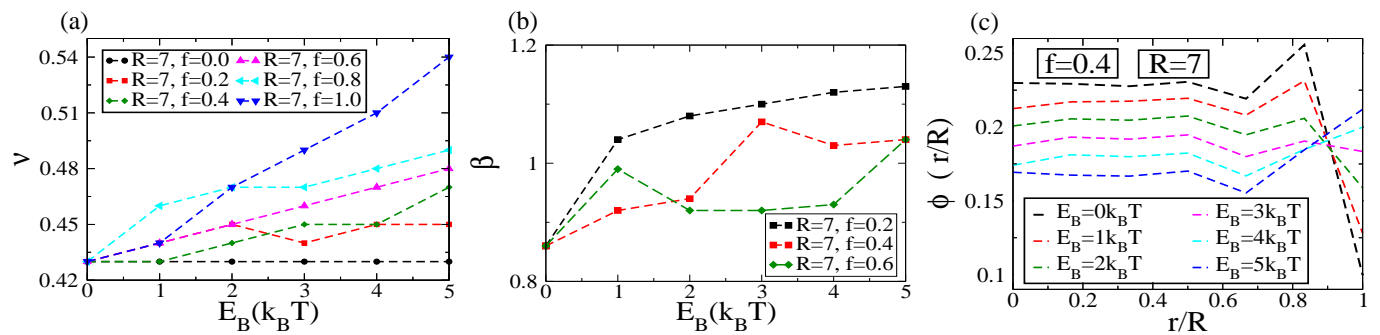 (a)
ν
0.54
0.51
0.48
0.45
0.42
R=7, f=0.0
R=7, f=0.2
R=7, f=0.4
R=7, f=0.6
R=7, f=0.8
R=7, f=1.0
0 1 2 3 4 5
E_B(k_BT)
(b)
β
1.2
1
0.8
R=7, f=0.2
R=7, f=0.4
R=7, f=0.6
0 1 2 3 4 5
E_B(k_BT)
(c)
ϕ ( r/R)
0.25
0.2
0.15
0.1
f=0.4 R=7
E_B=0k_BT
E_B=1k_BT
E_B=2k_BT
E_B=3k_BT
E_B=4k_BT
E_B=5k_BT
0 0.2 0.4 0.6 0.8 1
r/R